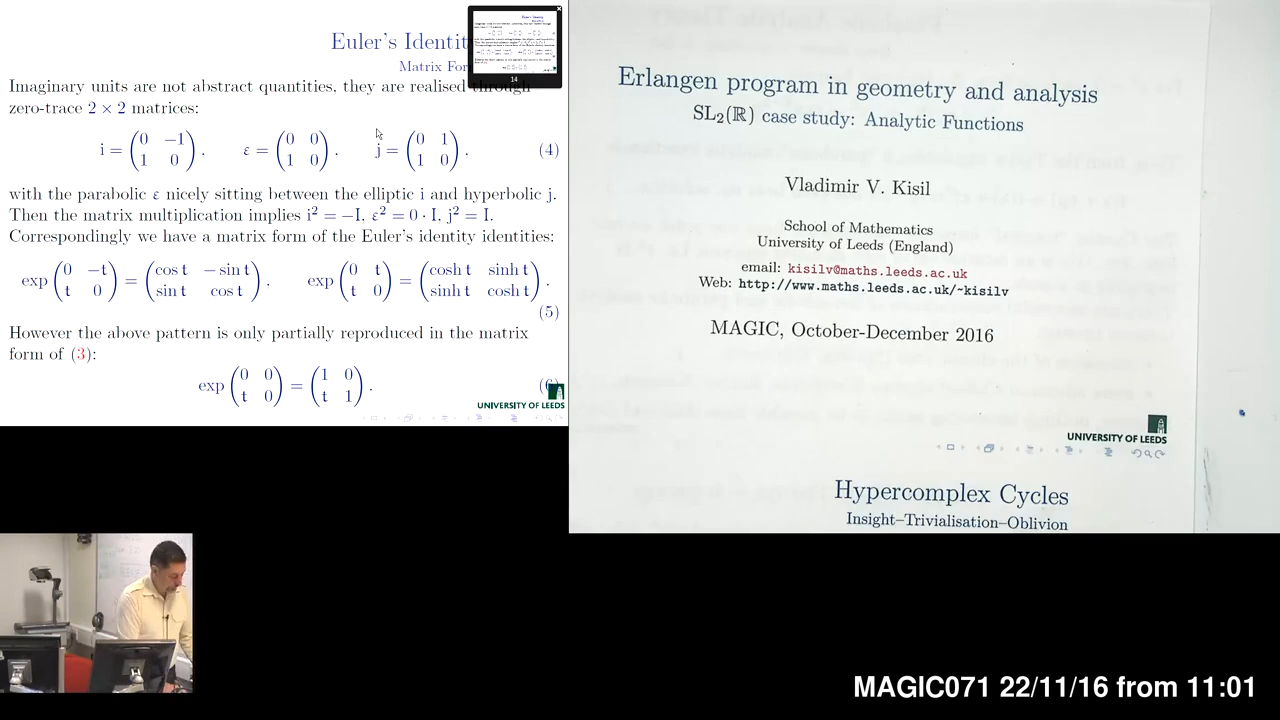 Euler's Identit
Matrix For
14
Imaginary units are not abstract quantities, they are realised through
zero-trace 2 × 2 matrices:
i = (0 −1; 1 0), ε = (0 0; 1 0), j = (0 1; 1 0), (4)
with the parabolic ε nicely sitting between the elliptic i and hyperbolic j.
Then the matrix multiplication implies i² = −I, ε² = 0 · I, j² = I.
Correspondingly we have a matrix form of the Euler's identity identities:
exp (0 −t; t 0) = (cos t − sin t; sin t cos t), exp (0 t; t 0) = (cosh t sinh t; sinh t cosh t).
(5)
However the above pattern is only partially reproduced in the matrix
form of (3):
exp (0 0; t 0) = (1 0; t 1). (6)
UNIVERSITY OF LEEDS
Erlangen program in geometry and analysis
SL₂(ℝ) case study: Analytic Functions
Vladimir V. Kisil
School of Mathematics
University of Leeds (England)
email: kisilv@maths.leeds.ac.uk
Web: http://www.maths.leeds.ac.uk/~kisilv
MAGIC, October-December 2016
UNIVERSITY OF LEEDS
Hypercomplex Cycles
Insight–Trivialisation–Oblivion
MAGIC071 22/11/16 from 11:01